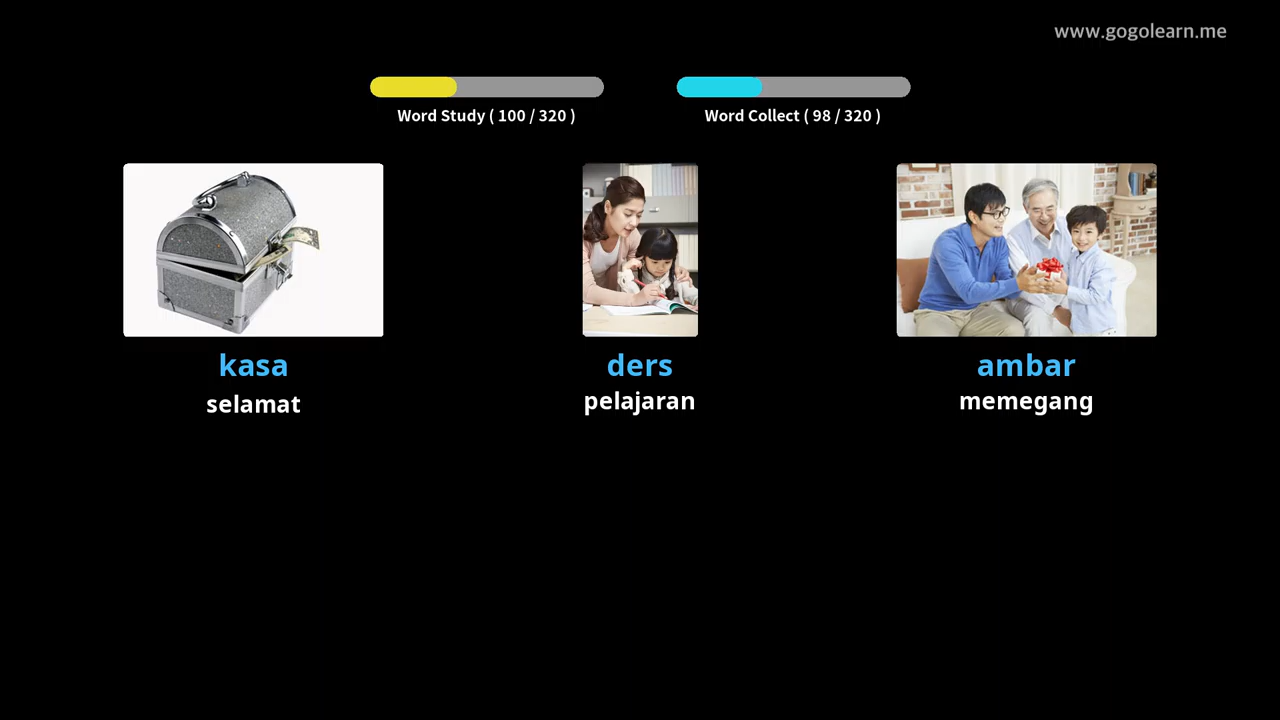 www.gogolearn.me
Word Study ( 100 / 320 )
Word Collect ( 98 / 320 )
kasa
selamat
ders
pelajaran
ambar
memegang